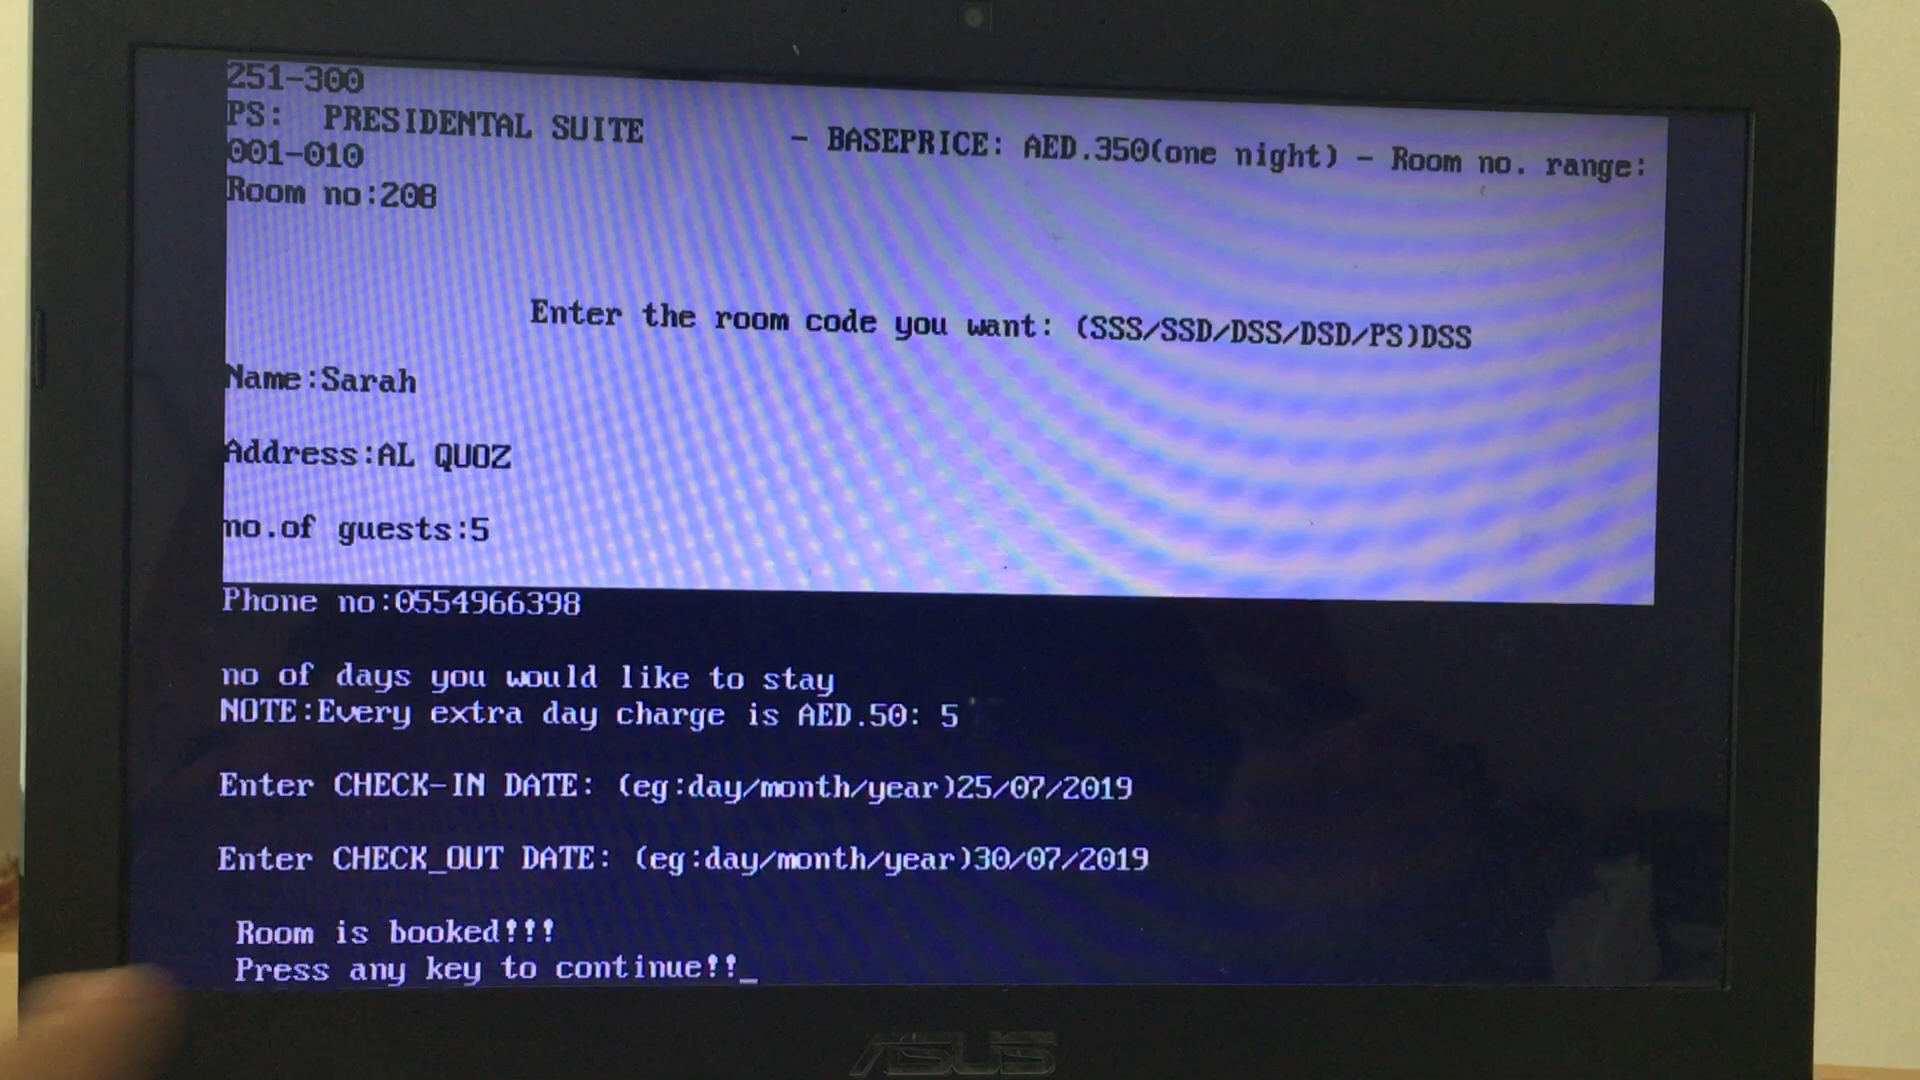 251-300
PS:  PRESIDENTAL SUITE        - BASEPRICE: AED.350(one night) - Room no. range:
001-010
Room no:208
Enter the room code you want: (SSS/SSD/DSS/DSD/PS)DSS
Name:Sarah
Address:AL QUOZ
no.of guests:5
Phone no:0554966398
no of days you would like to stay
NOTE:Every extra day charge is AED.50: 5
Enter CHECK-IN DATE: (eg:day/month/year)25/07/2019
Enter CHECK_OUT DATE: (eg:day/month/year)30/07/2019
Room is booked!!!
Press any key to continue!!_
ASUS